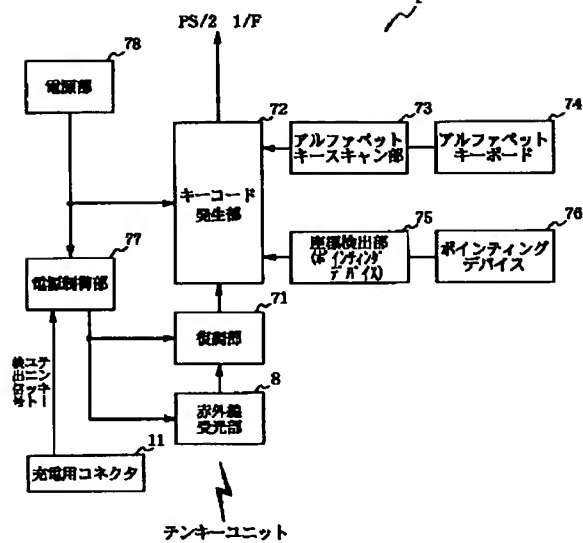 PS/2 I/F
78
電源部
72
キーコード
発生部
73
アルファベット
キースキャン部
74
アルファベット
キーボード
77
電源制御部
75
座標検出部
(ポインティング
デバイス)
76
ポインティング
デバイス
71
復調部
テンキー
ユニット
検出信号
8
赤外線
受光部
11
充電用コネクタ
テンキーユニット